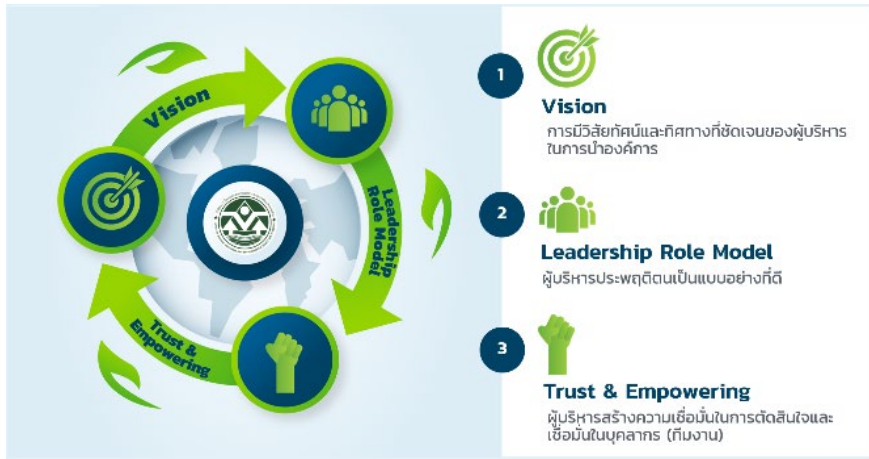 Vision
Leadership
Role Model
Trust &
Empowering
1
Vision
การมีวิสัยทัศน์และทิศทางที่ชัดเจนของผู้บริหาร
ในการนำองค์การ
2
Leadership Role Model
ผู้บริหารประพฤติตนเป็นแบบอย่างที่ดี
3
Trust & Empowering
ผู้บริหารสร้างความเชื่อมั่นในการตัดสินใจและ
เชื่อมั่นในบุคลากร (ทีมงาน)